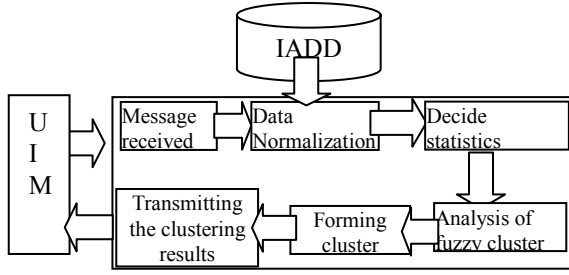 IADD
U
I
M
Message
received
Data
Normalization
Decide
statistics
Transmitting
the clustering
results
Forming
cluster
Analysis of
fuzzy cluster